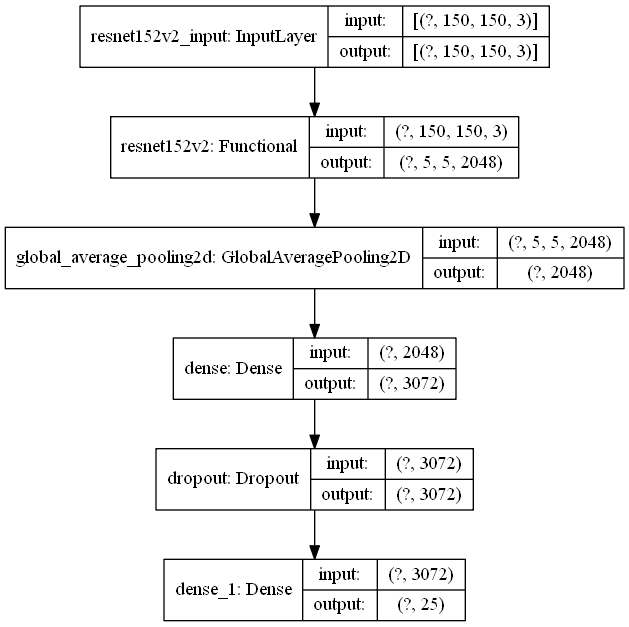 resnet152v2_input: InputLayer
input: [(?, 150, 150, 3)]
output: [(?, 150, 150, 3)]
resnet152v2: Functional
input: (?, 150, 150, 3)
output: (?, 5, 5, 2048)
global_average_pooling2d: GlobalAveragePooling2D
input: (?, 5, 5, 2048)
output: (?, 2048)
dense: Dense
input: (?, 2048)
output: (?, 3072)
dropout: Dropout
input: (?, 3072)
output: (?, 3072)
dense_1: Dense
input: (?, 3072)
output: (?, 25)